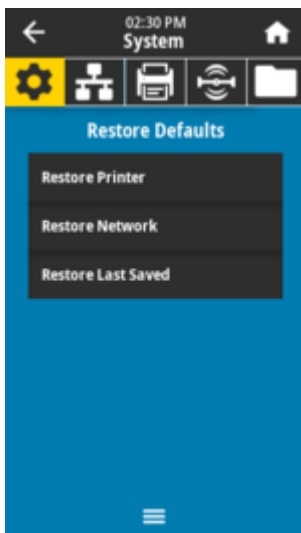 02:30 PM
System
Restore Defaults
Restore Printer
Restore Network
Restore Last Saved